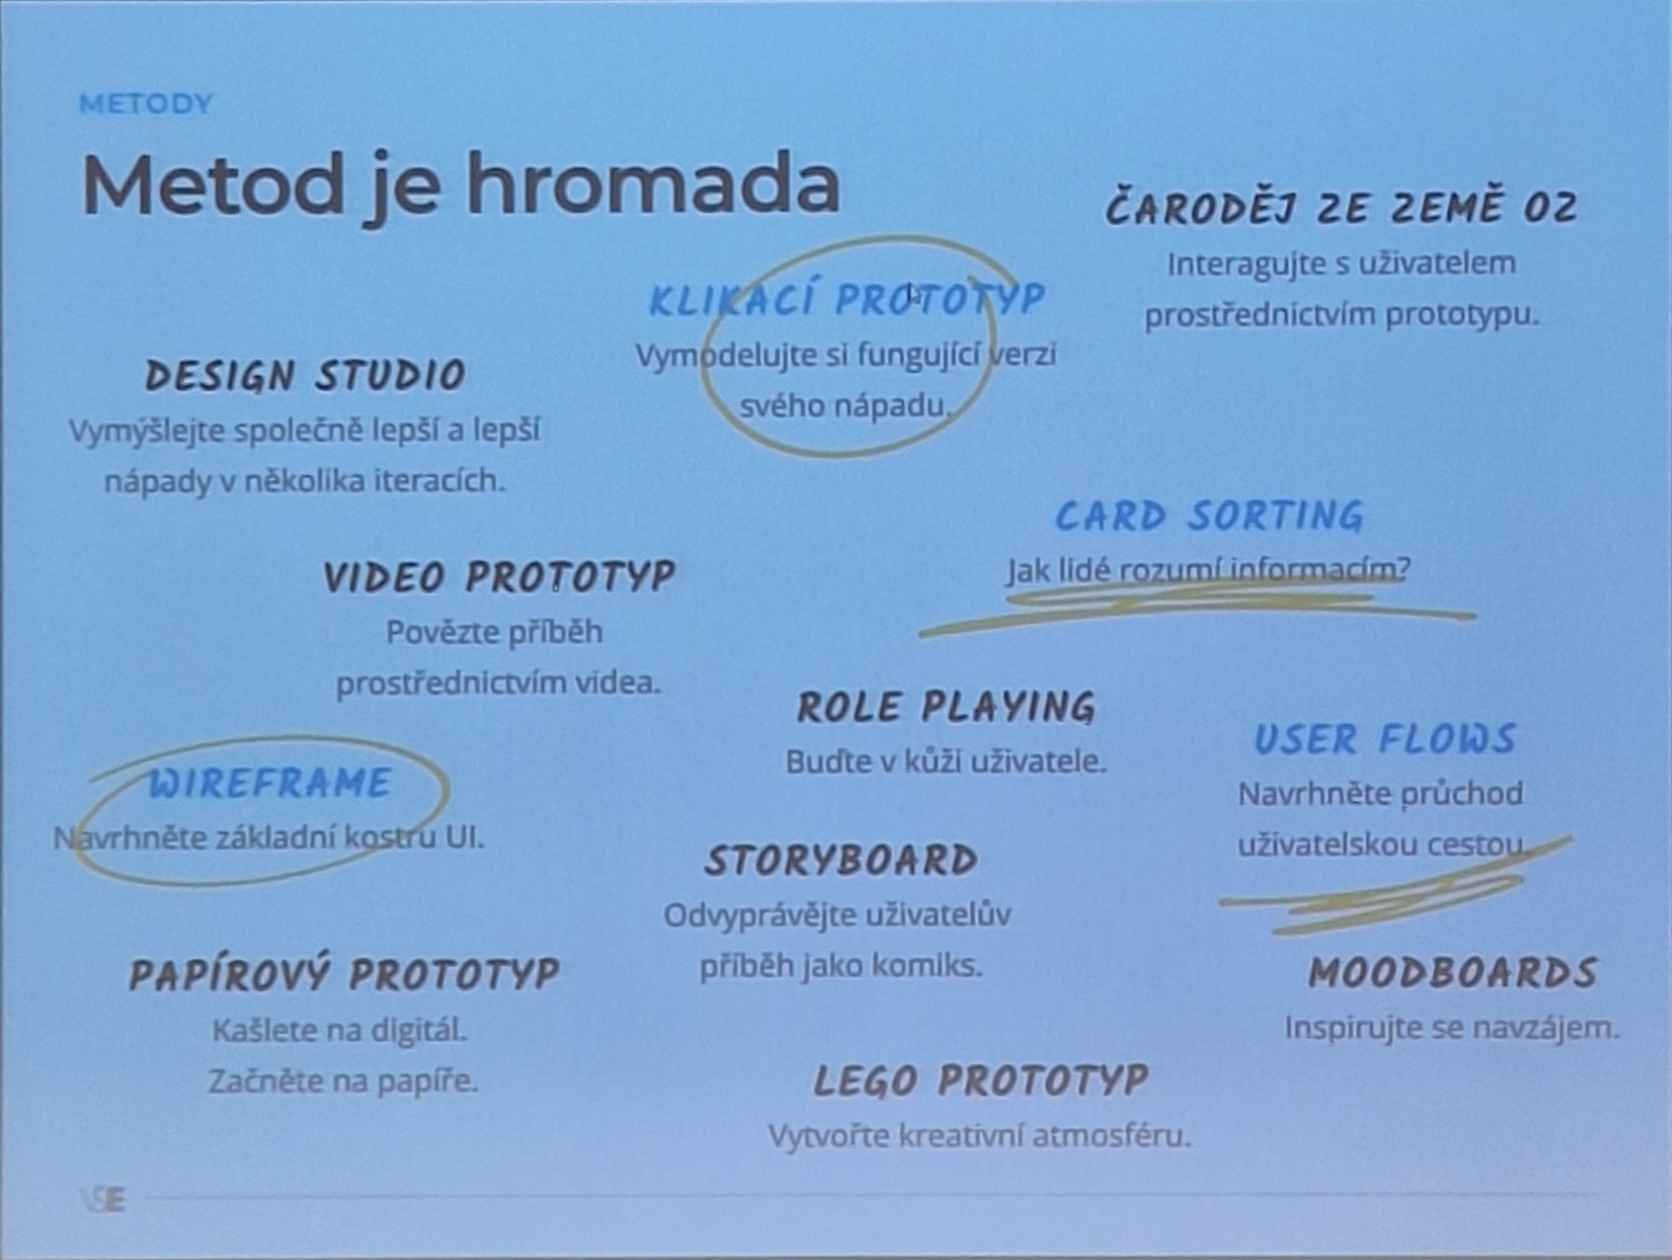 METODY
Metod je hromada
ČARODĚJ ZE ZEMĚ OZ
Interagujte s uživatelem
prostřednictvím prototypu.
KLIKACÍ PROTOTYP
Vymodelujte si fungující verzi
svého nápadu.
DESIGN STUDIO
Vymýšlejte společně lepší a lepší
nápady v několika iteracích.
CARD SORTING
Jak lidé rozumí informacím?
VIDEO PROTOTYP
Povězte příběh
prostřednictvím videa.
ROLE PLAYING
Buďte v kůži uživatele.
USER FLOWS
Navrhněte průchod
uživatelskou cestou.
WIREFRAME
Navrhněte základní kostru UI.
STORYBOARD
Odvyprávějte uživatelův
příběh jako komiks.
PAPÍROVÝ PROTOTYP
Kašlete na digitál.
Začněte na papíře.
MOODBOARDS
Inspirujte se navzájem.
LEGO PROTOTYP
Vytvořte kreativní atmosféru.
VŠE